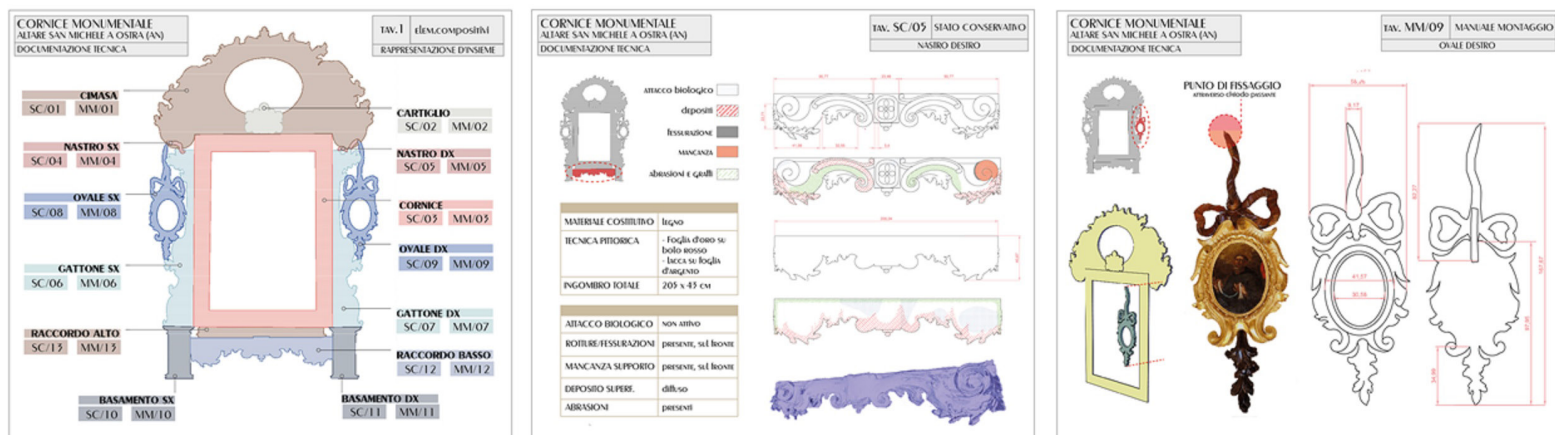 CORNICE MONUMENTALE
ALTARE SAN MICHELE A OSTRA (AN)
DOCUMENTAZIONE TECNICA
TAV.1 ELEM.COMPOSITIVI
RAPPRESENTAZIONE D'INSIEME
CIMASA
SC/01 MM/01
CARTIGLIO
SC/02 MM/02
NASTRO SX
SC/04 MM/04
NASTRO DX
SC/05 MM/05
OVALE SX
SC/08 MM/08
CORNICE
SC/03 MM/03
OVALE DX
SC/09 MM/09
GATTONE SX
SC/06 MM/06
GATTONE DX
SC/07 MM/07
RACCORDO ALTO
SC/13 MM/13
RACCORDO BASSO
SC/12 MM/12
BASAMENTO SX
SC/10 MM/10
BASAMENTO DX
SC/11 MM/11
CORNICE MONUMENTALE
ALTARE SAN MICHELE A OSTRA (AN)
DOCUMENTAZIONE TECNICA
TAV. SC/05 STATO CONSERVATIVO
NASTRO DESTRO
ATTACCO BIOLOGICO
DEPOSITI
FESSURAZIONE
MANCANZA
ABRASIONI E GRAFFI
MATERIALE COSTITUTIVO LEGNO
TECNICA PITTORICA - FOGLIA D'ORO SU
BOLO ROSSO
- LACCA SU FOGLIA
D'ARGENTO
INGOMBRO TOTALE 205 x 45 CM
ATTACCO BIOLOGICO NON ATTIVO
ROTTURE/FESSURAZIONI PRESENTE, SUL FRONTE
MANCANZA SUPPORTO PRESENTE, SUL FRONTE
DEPOSITO SUPERF. DIFFUSO
ABRASIONI PRESENTI
CORNICE MONUMENTALE
ALTARE SAN MICHELE A OSTRA (AN)
DOCUMENTAZIONE TECNICA
TAV. MM/09 MANUALE MONTAGGIO
OVALE DESTRO
PUNTO DI FISSAGGIO
ATTRAVERSO CHIODO PASSANTE